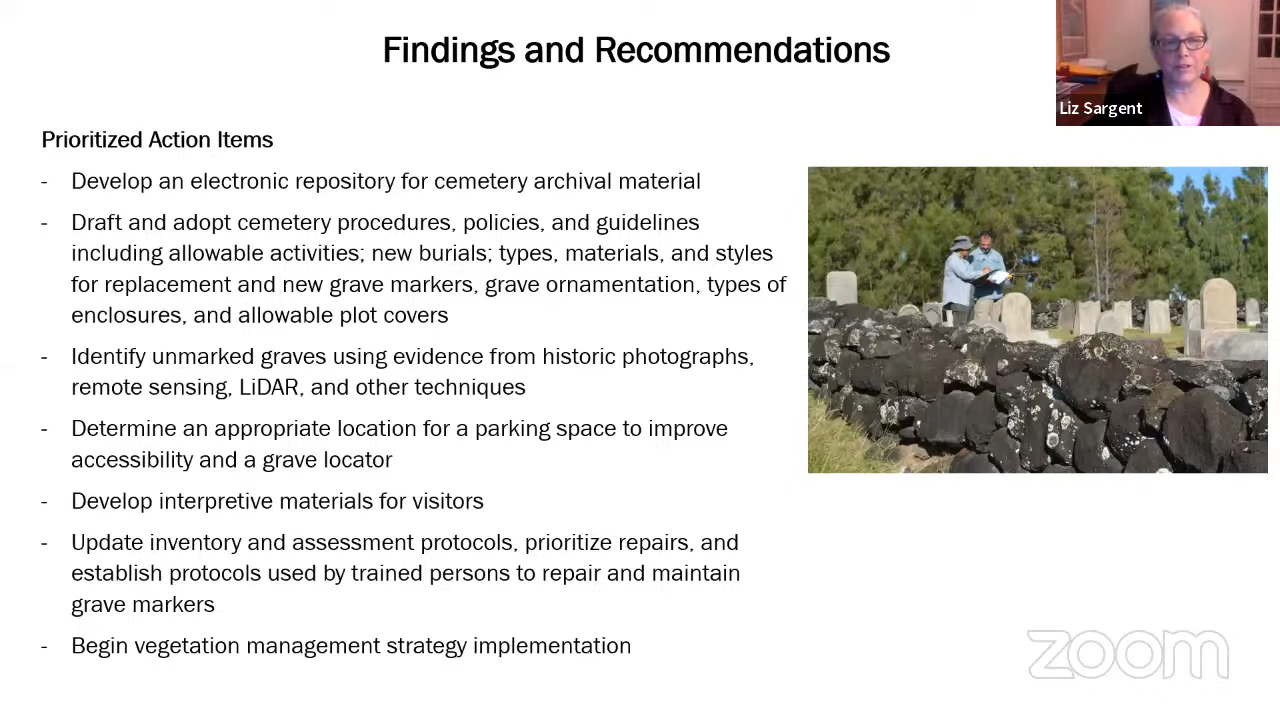 Findings and Recommendations
Liz Sargent
Prioritized Action Items
- Develop an electronic repository for cemetery archival material
- Draft and adopt cemetery procedures, policies, and guidelines
including allowable activities; new burials; types, materials, and styles
for replacement and new grave markers, grave ornamentation, types of
enclosures, and allowable plot covers
- Identify unmarked graves using evidence from historic photographs,
remote sensing, LiDAR, and other techniques
- Determine an appropriate location for a parking space to improve
accessibility and a grave locator
- Develop interpretive materials for visitors
- Update inventory and assessment protocols, prioritize repairs, and
establish protocols used by trained persons to repair and maintain
grave markers
- Begin vegetation management strategy implementation
zoom